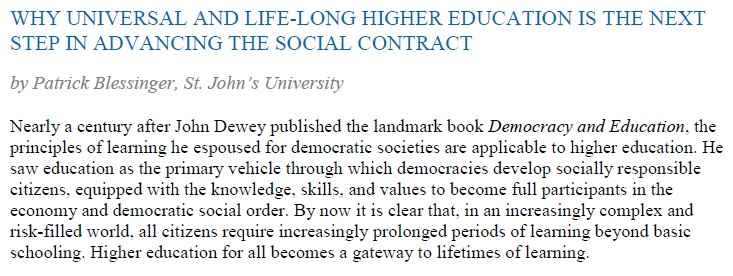 WHY UNIVERSAL AND LIFE-LONG HIGHER EDUCATION IS THE NEXT
STEP IN ADVANCING THE SOCIAL CONTRACT
by Patrick Blessinger, St. John’s University
Nearly a century after John Dewey published the landmark book Democracy and Education, the
principles of learning he espoused for democratic societies are applicable to higher education. He
saw education as the primary vehicle through which democracies develop socially responsible
citizens, equipped with the knowledge, skills, and values to become full participants in the
economy and democratic social order. By now it is clear that, in an increasingly complex and
risk-filled world, all citizens require increasingly prolonged periods of learning beyond basic
schooling. Higher education for all becomes a gateway to lifetimes of learning.